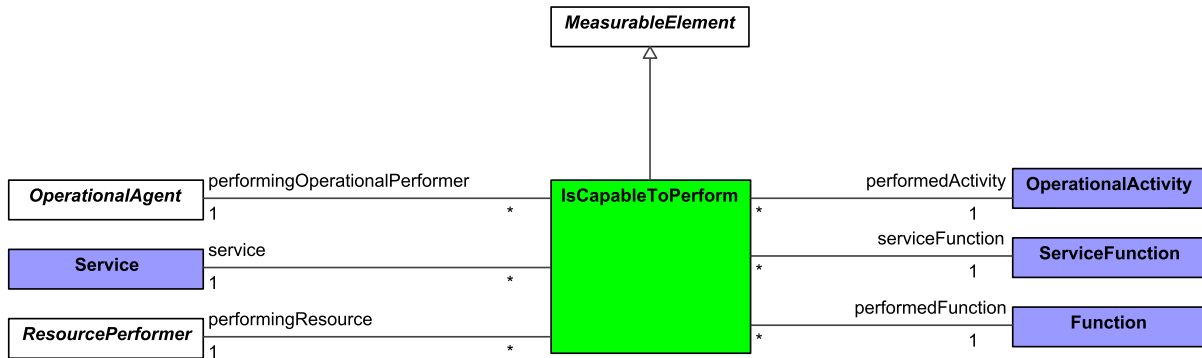 MeasurableElement
OperationalAgent
performingOperationalPerformer
1
*
IsCapableToPerform
performedActivity
*
1
OperationalActivity
Service
service
1
*
serviceFunction
*
1
ServiceFunction
ResourcePerformer
performingResource
1
*
performedFunction
*
1
Function